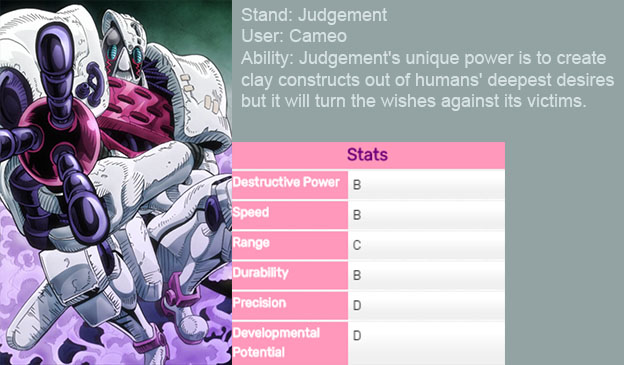 Stand: Judgement
User: Cameo
Ability: Judgement's unique power is to create
clay constructs out of humans' deepest desires
but it will turn the wishes against its victims.
Stats
Destructive Power B
Speed B
Range C
Durability B
Precision D
Developmental
Potential D